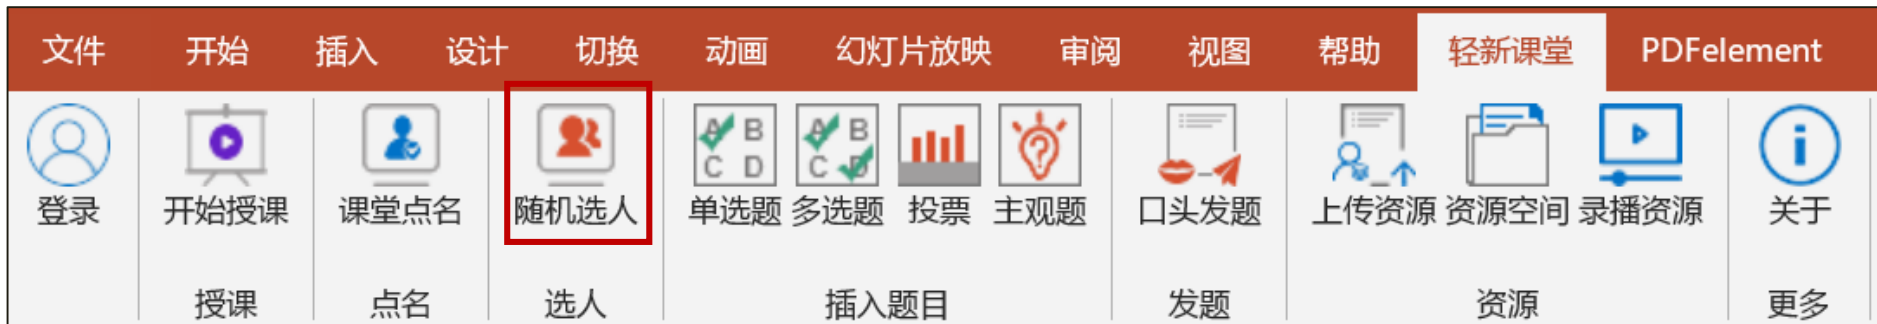 文件 开始 插入 设计 切换 动画 幻灯片放映 审阅 视图 帮助 轻新课堂 PDFelement
A B A B
C D C D
登录 开始授课 课堂点名 随机选人 单选题 多选题 投票 主观题 口头发题 上传资源 资源空间 录播资源 关于
授课 点名 选人 插入题目 发题 资源 更多